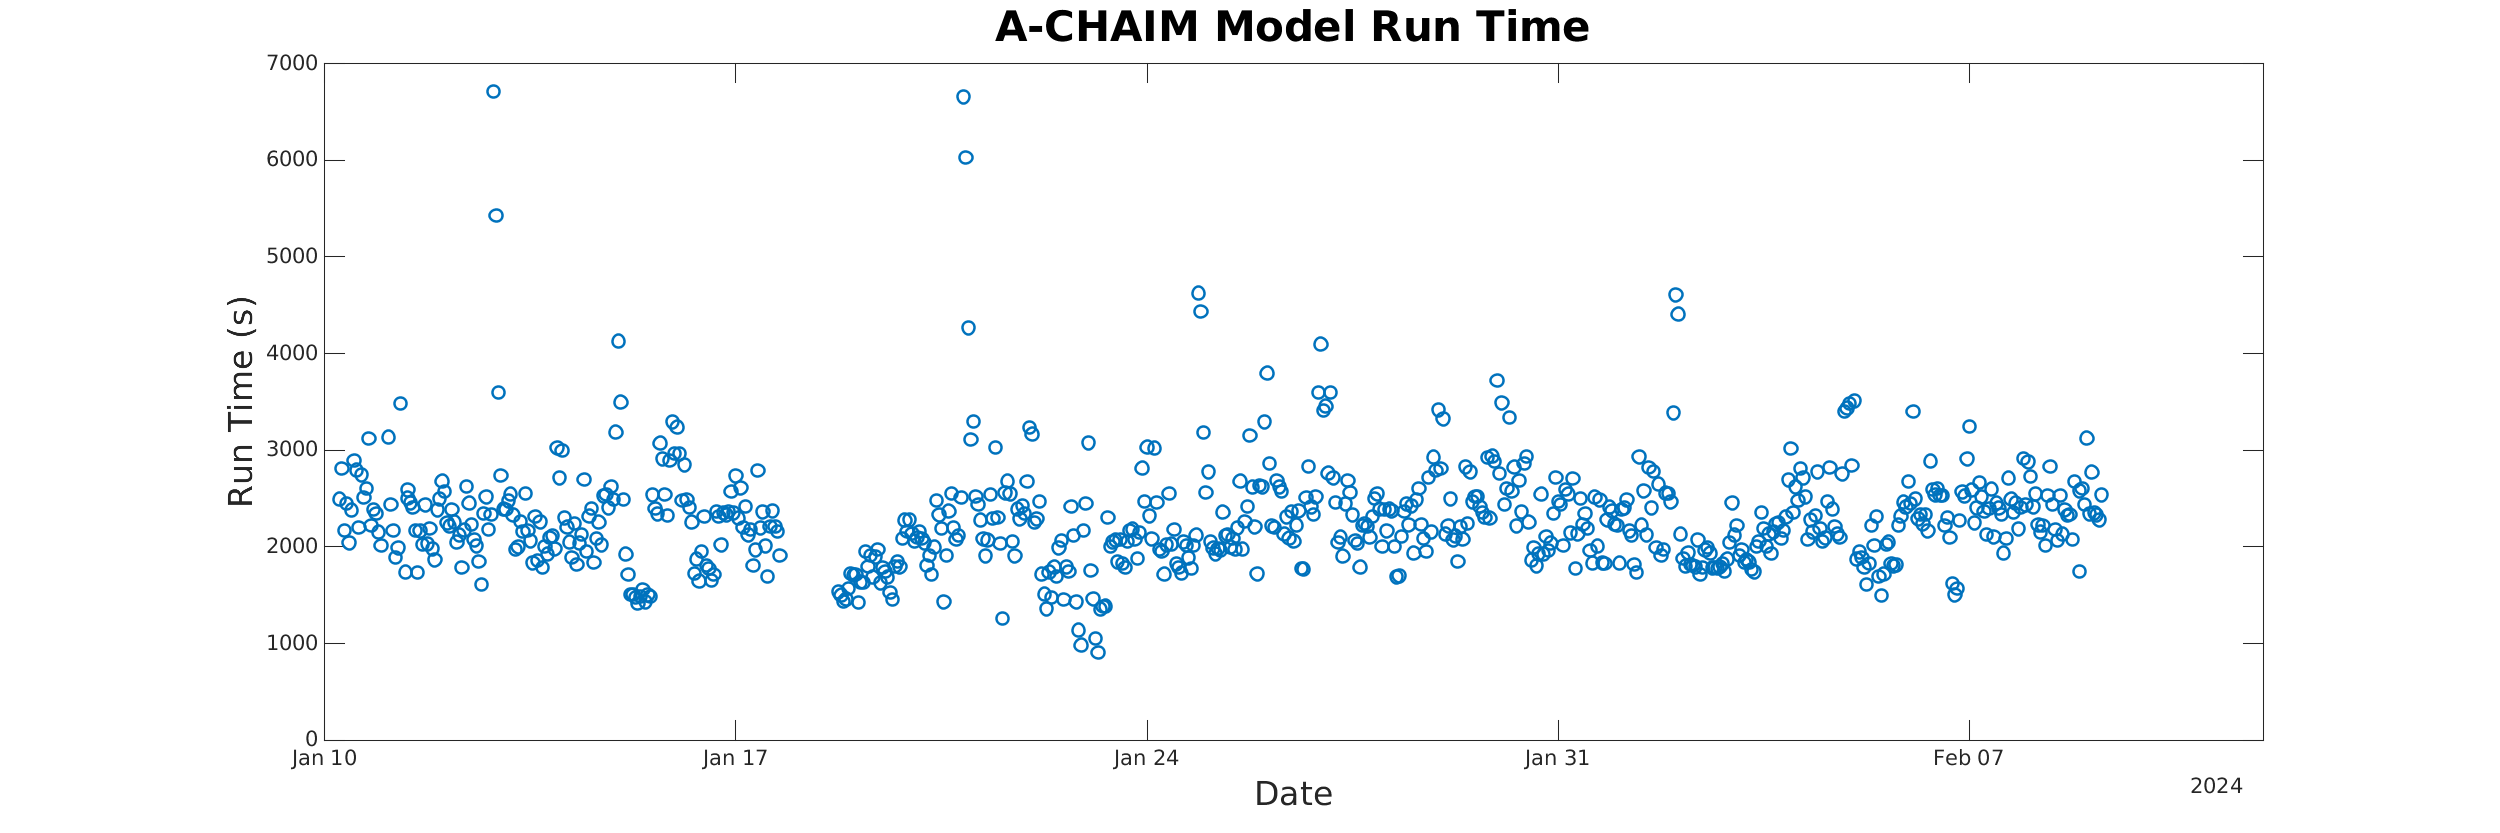 A-CHAIM Model Run Time
7000
6000
5000
4000
3000
2000
1000
0
Run Time (s)
Jan 10 Jan 17 Jan 24 Jan 31 Feb 07
Date
2024